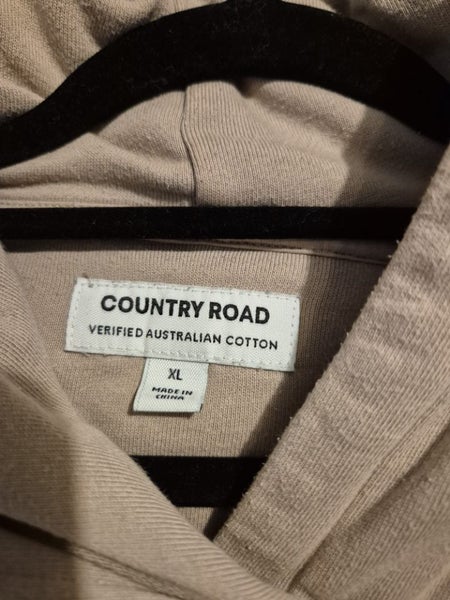 COUNTRY ROAD
VERIFIED AUSTRALIAN COTTON
XL
MADE IN
CHINA